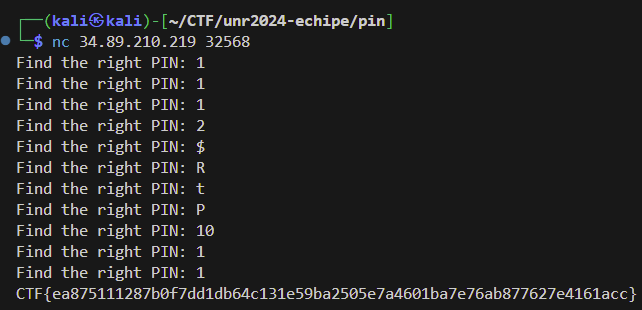 ┌──(kali㉿kali)-[~/CTF/unr2024-echipe/pin]
└─$ nc 34.89.210.219 32568
Find the right PIN: 1
Find the right PIN: 1
Find the right PIN: 1
Find the right PIN: 2
Find the right PIN: $
Find the right PIN: R
Find the right PIN: t
Find the right PIN: P
Find the right PIN: 10
Find the right PIN: 1
Find the right PIN: 1
CTF{ea875111287b0f7dd1db64c131e59ba2505e7a4601ba7e76ab877627e4161acc}